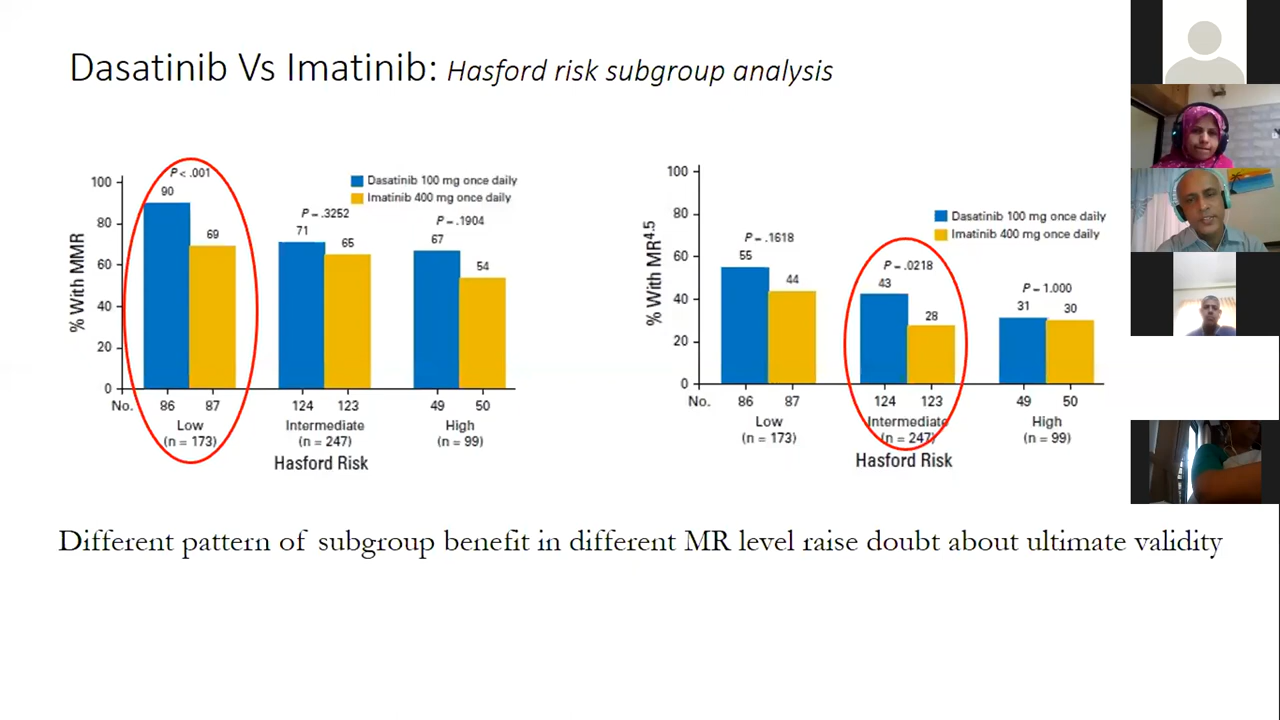 Dasatinib Vs Imatinib: Hasford risk subgroup analysis
% With MMR
100
80
60
40
20
0
Dasatinib 100 mg once daily
Imatinib 400 mg once daily
P < .001
90
69
P = .3252
71
65
P = .1904
67
54
No.
86
87
124
123
49
50
Low
(n = 173)
Intermediate
(n = 247)
High
(n = 99)
Hasford Risk
% With MR4.5
100
80
60
40
20
0
Dasatinib 100 mg once daily
Imatinib 400 mg once daily
P = .1618
55
44
P = .0218
43
28
P = 1.000
31
30
No.
86
87
124
123
49
50
Low
(n = 173)
Intermediate
(n = 247)
High
(n = 99)
Hasford Risk
Different pattern of subgroup benefit in different MR level raise doubt about ultimate validity